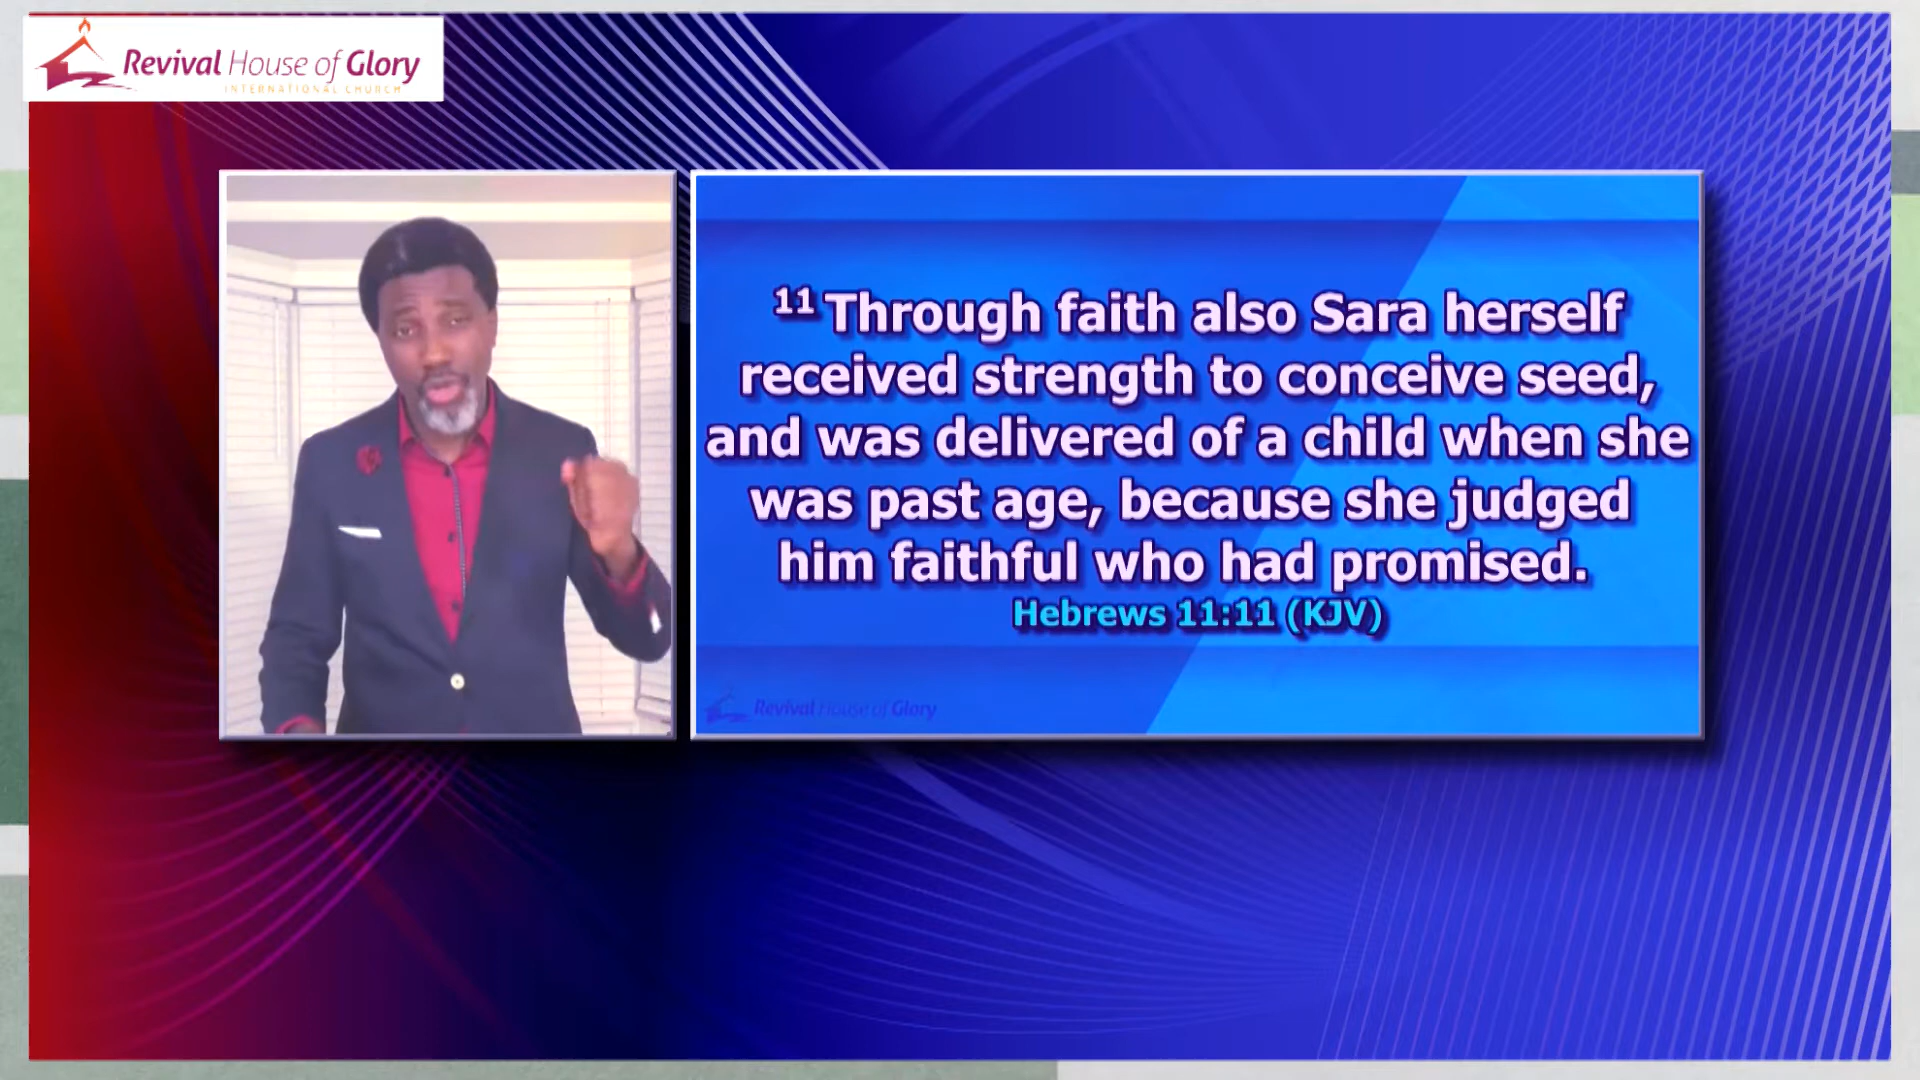 Revival House of Glory
INTERNATIONAL CHURCH
11 Through faith also Sara herself
received strength to conceive seed,
and was delivered of a child when she
was past age, because she judged
him faithful who had promised.
Hebrews 11:11 (KJV)
Revival House of Glory